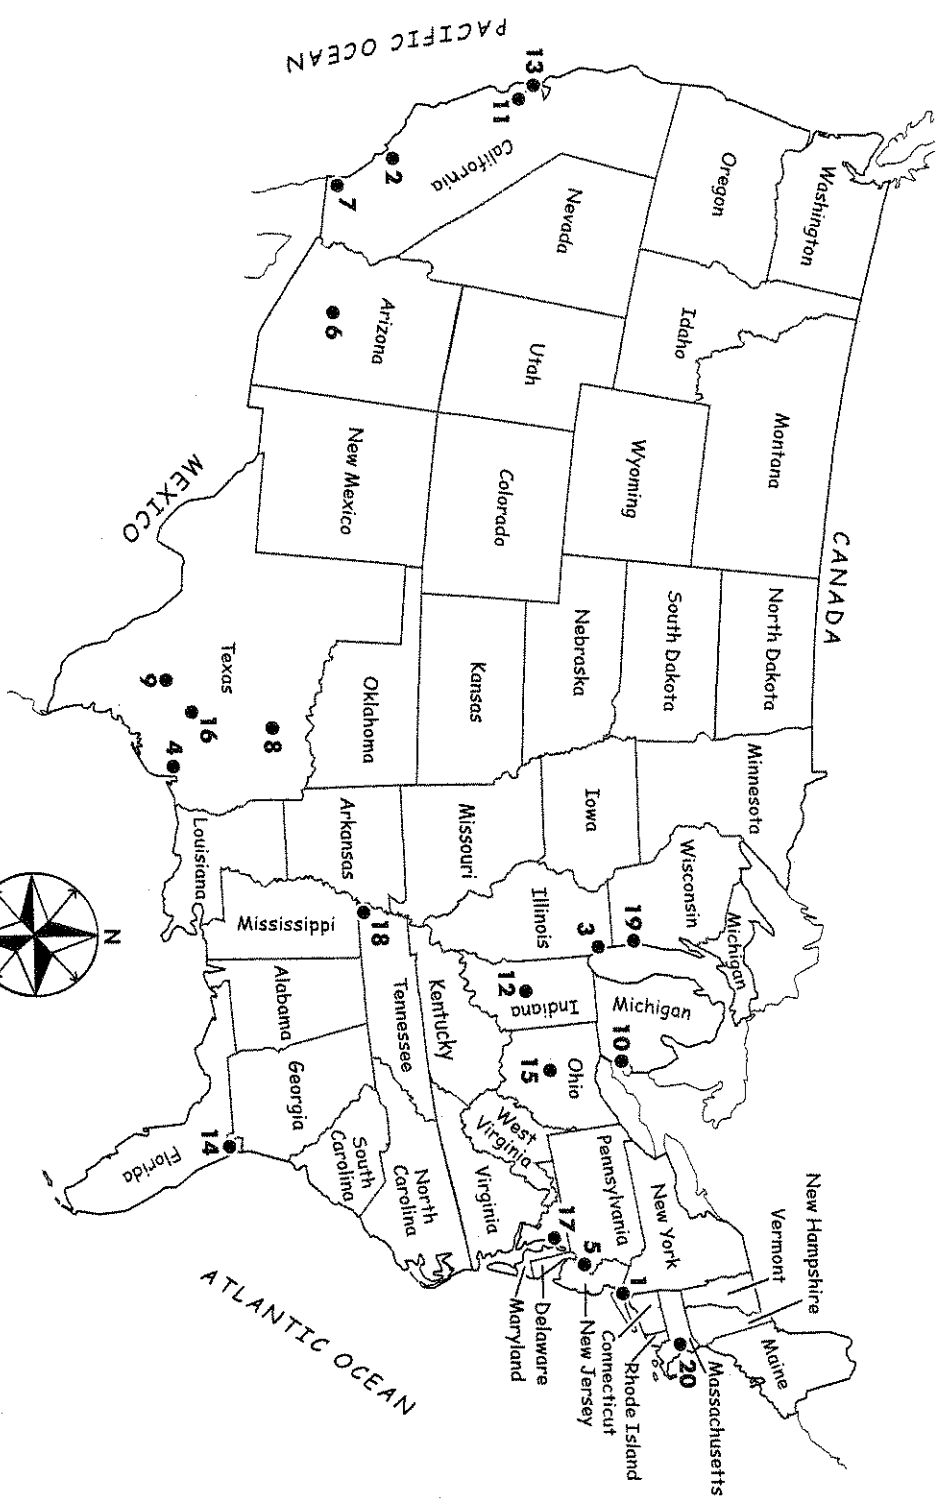 CANADA
PACIFIC OCEAN
MEXICO
ATLANTIC OCEAN
N
Washington
Oregon
California
Nevada
Idaho
Montana
Wyoming
Utah
Arizona
Colorado
New Mexico
North Dakota
South Dakota
Nebraska
Kansas
Oklahoma
Texas
Minnesota
Iowa
Missouri
Arkansas
Louisiana
Wisconsin
Illinois
Michigan
Michigan
Indiana
Ohio
Kentucky
Tennessee
Mississippi
Alabama
Georgia
Florida
South
Carolina
North
Carolina
Virginia
West
Virginia
Pennsylvania
New York
Vermont
New Hampshire
Maine
Massachusetts
Rhode Island
Connecticut
New Jersey
Delaware
Maryland
1
2
3
4
5
6
7
8
9
10
11
12
13
14
15
16
17
18
19
20